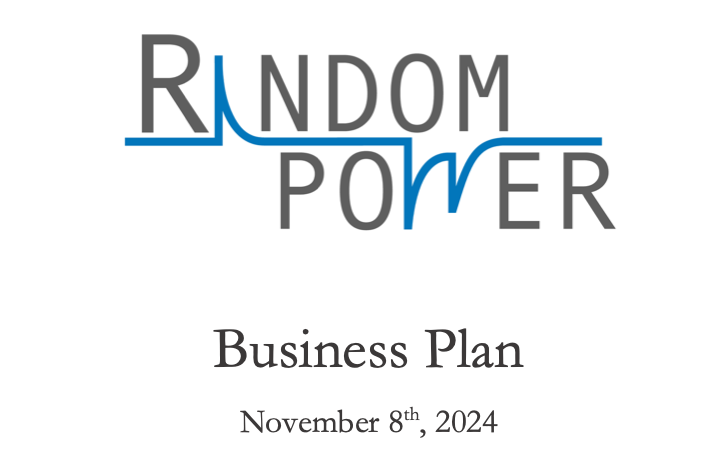 RANDOM
POWER
Business Plan
November 8th, 2024